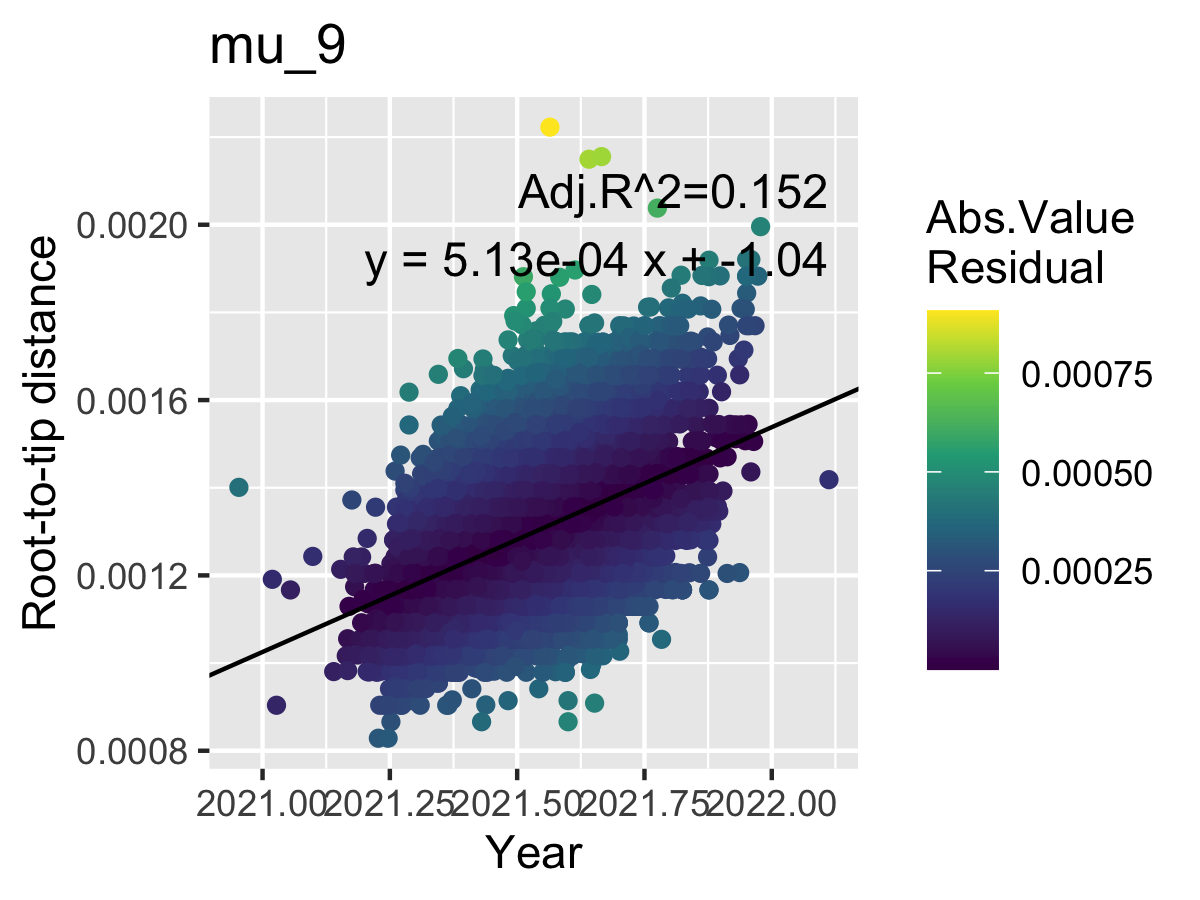 mu_9
Adj.R^2=0.152
y = 5.13e-04 x + -1.04
Root-to-tip distance
0.0020
0.0016
0.0012
0.0008
2021.00 2021.25 2021.50 2021.75 2022.00
Year
Abs.Value
Residual
0.00075
0.00050
0.00025